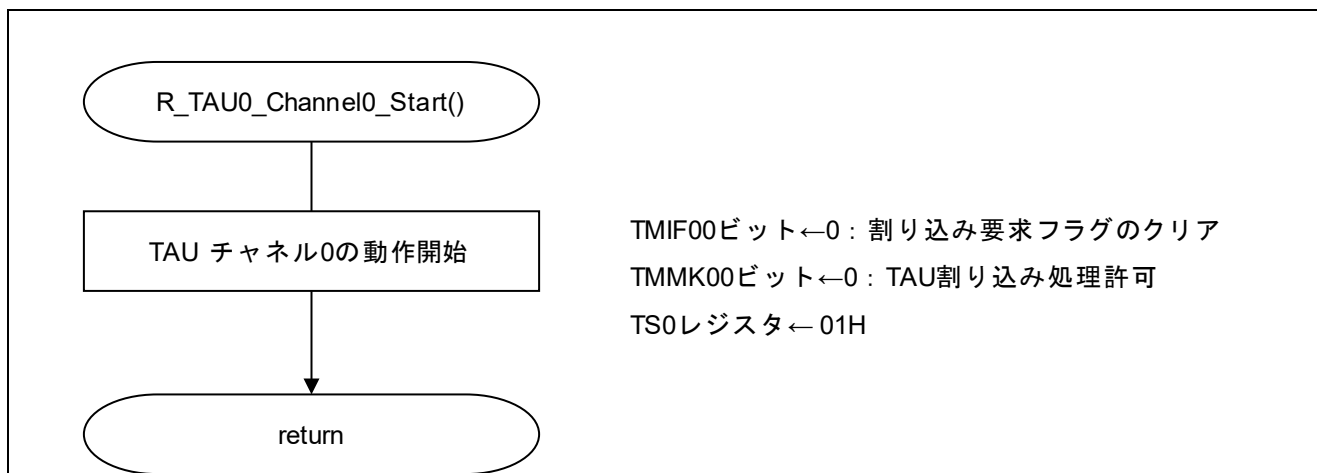 R_TAU0_Channel0_Start()
TAU チャネル0の動作開始
TMIF00ビット←0：割り込み要求フラグのクリア
TMMK00ビット←0：TAU割り込み処理許可
TS0レジスタ← 01H
return